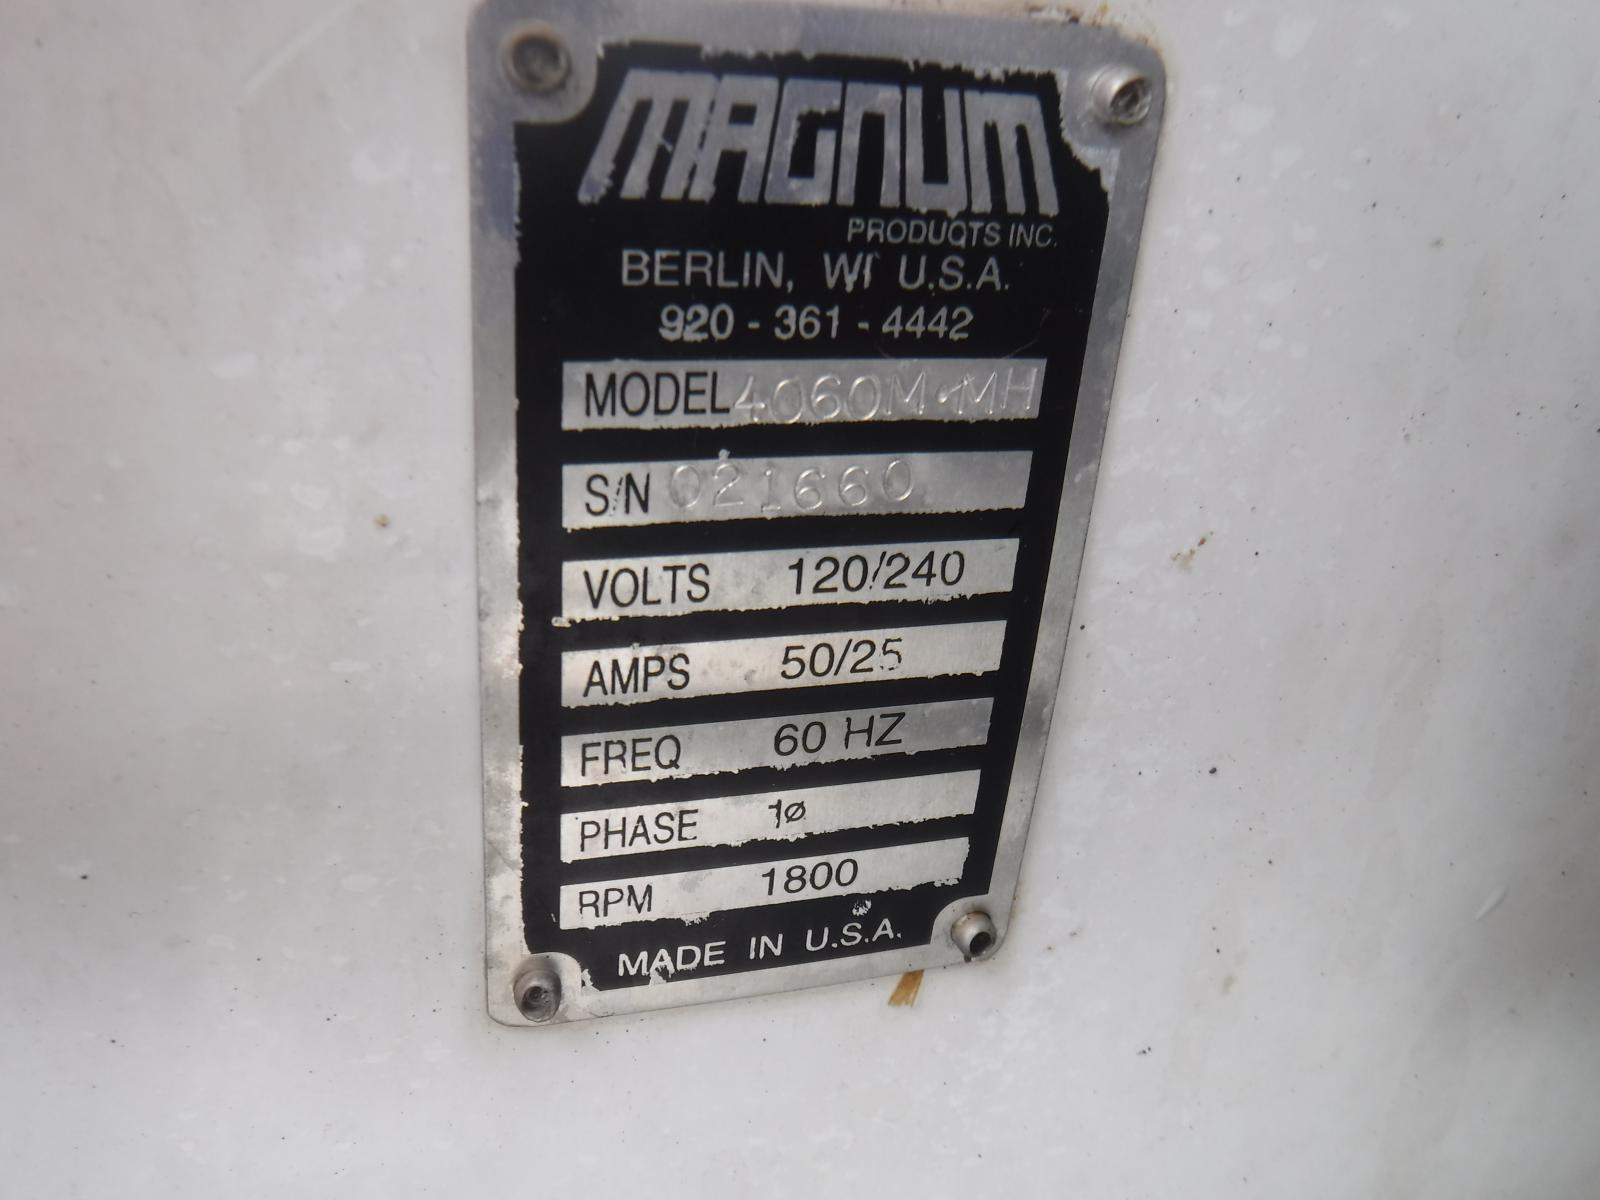 MAGNUM
PRODUCTS INC.
BERLIN, WI U.S.A.
920-361-4442
MODEL 4060M-MH
S/N 021660
VOLTS 120/240
AMPS 50/25
FREQ 60 HZ
PHASE 1ø
RPM 1800
MADE IN U.S.A.